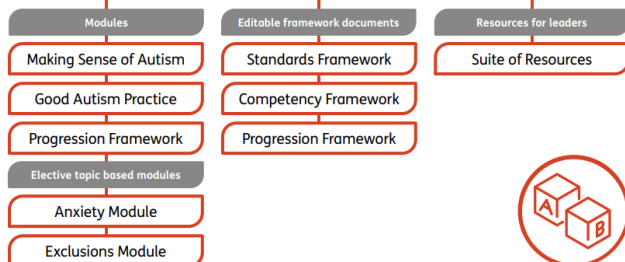 Modules
Making Sense of Autism
Good Autism Practice
Progression Framework
Elective topic based modules
Anxiety Module
Exclusions Module
Editable framework documents
Standards Framework
Competency Framework
Progression Framework
Resources for leaders
Suite of Resources
A
B